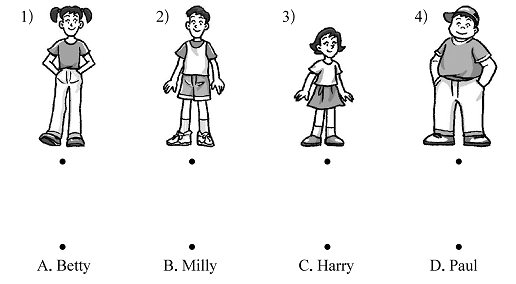 1) 2) 3) 4)
A. Betty B. Milly C. Harry D. Paul